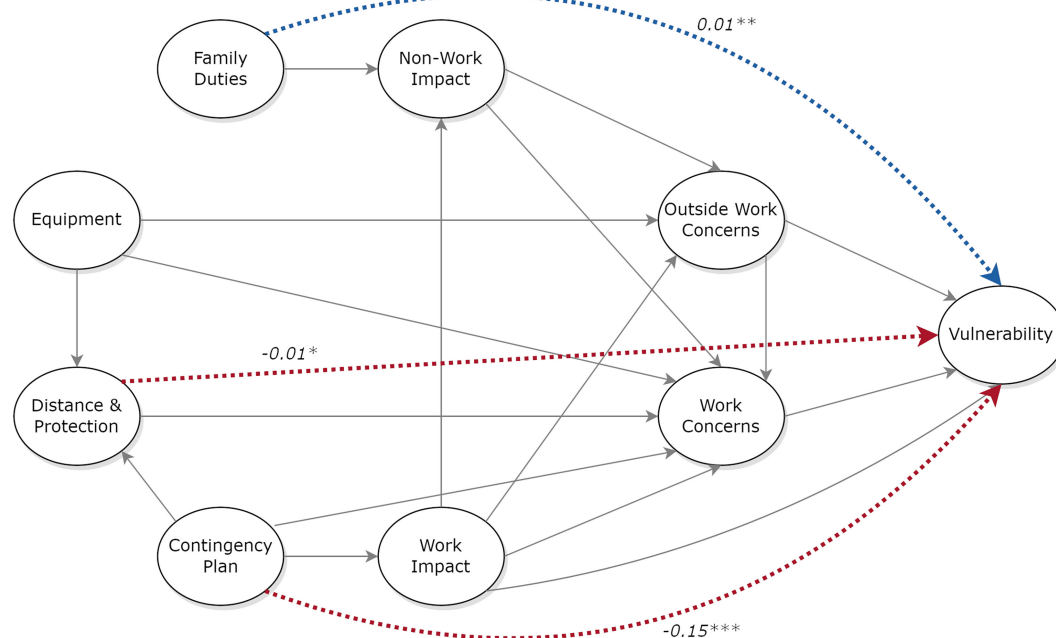 0.01**
Family
Duties
Non-Work
Impact
Equipment
Outside Work
Concerns
Vulnerability
-0.01*
Distance &
Protection
Work
Concerns
Contingency
Plan
Work
Impact
-0.15***